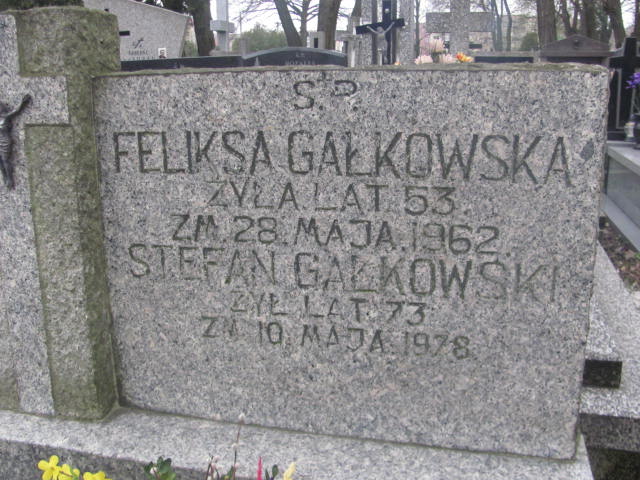 Ś.P.
FELIKSA.GAŁKOWSKA
ŻYŁA.LAT.53.
ZM.28.MAJA.1962.
STEFAN GAŁKOWSKI
ŻYŁ.LAT.73
ZM 10.MAJA.1978